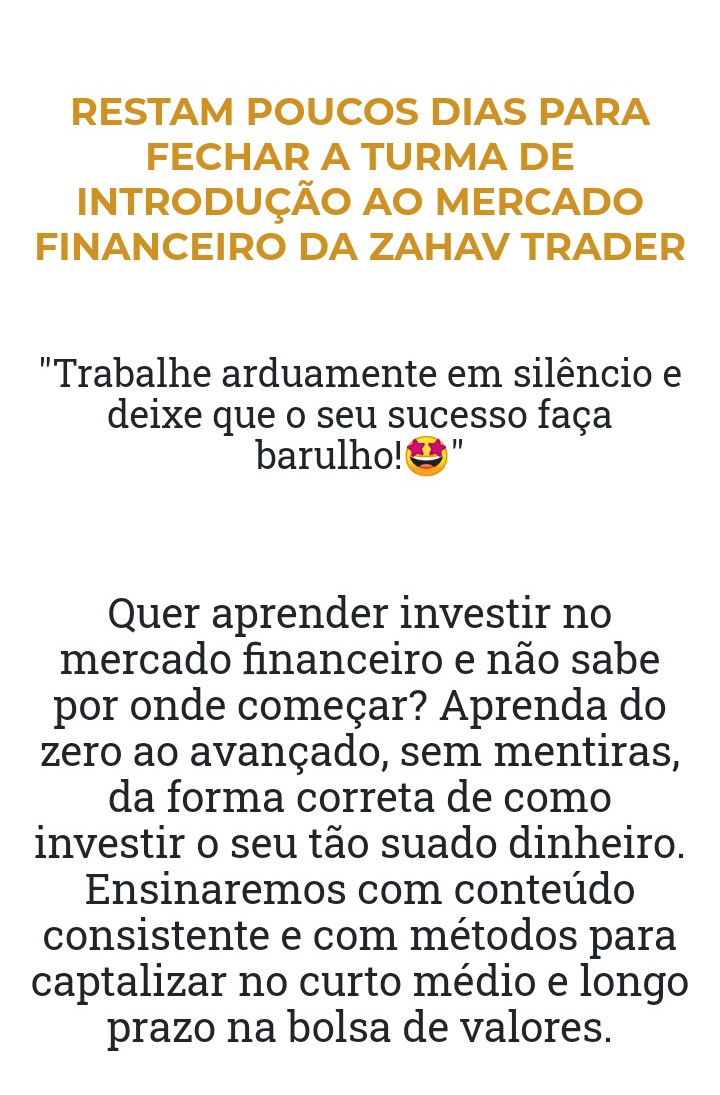 RESTAM POUCOS DIAS PARA
FECHAR A TURMA DE
INTRODUÇÃO AO MERCADO
FINANCEIRO DA ZAHAV TRADER
"Trabalhe arduamente em silêncio e
deixe que o seu sucesso faça
barulho!🤩"
Quer aprender investir no
mercado financeiro e não sabe
por onde começar? Aprenda do
zero ao avançado, sem mentiras,
da forma correta de como
investir o seu tão suado dinheiro.
Ensinaremos com conteúdo
consistente e com métodos para
captalizar no curto médio e longo
prazo na bolsa de valores.